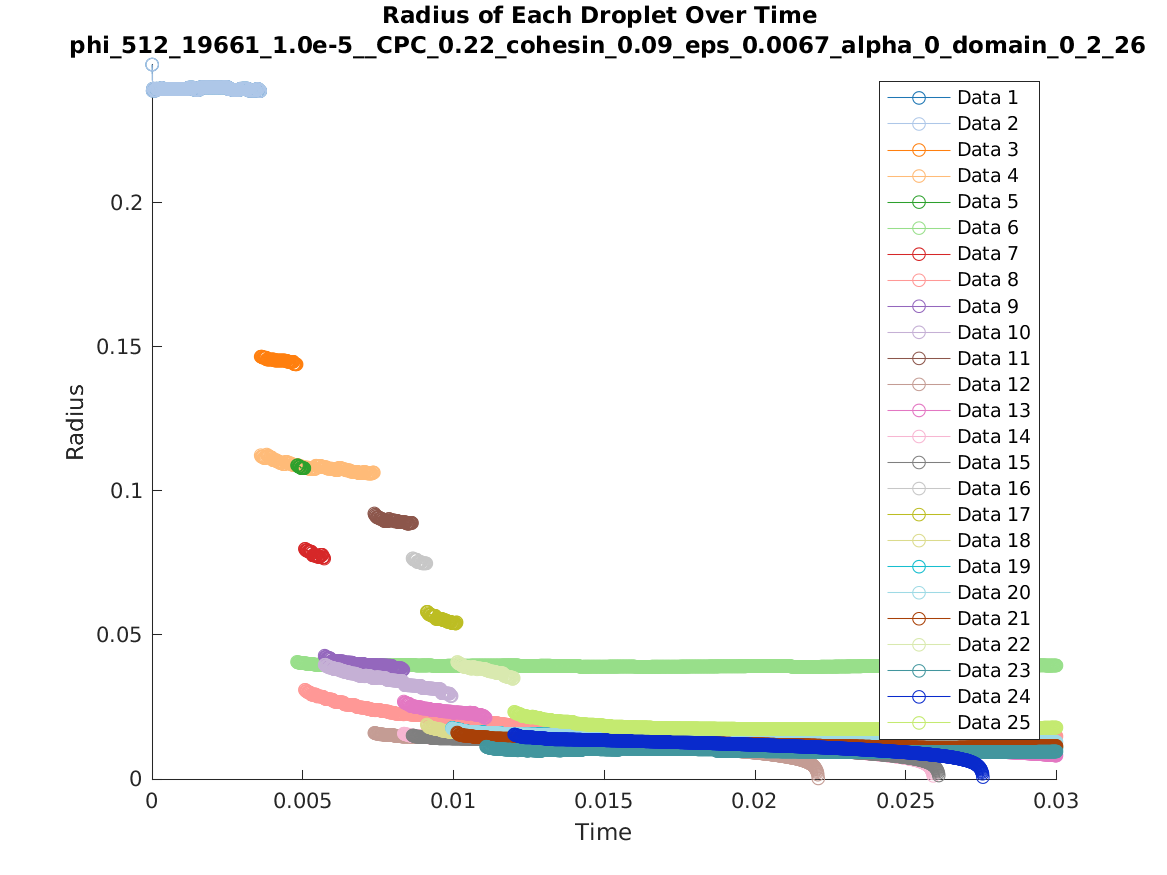 Radius of Each Droplet Over Time
phi_512_19661_1.0e-5__CPC_0.22_cohesin_0.09_eps_0.0067_alpha_0_domain_0_2_26
Radius
0.2
0.15
0.1
0.05
0
0
0.005
0.01
0.015
0.02
0.025
0.03
Time
Data 1
Data 2
Data 3
Data 4
Data 5
Data 6
Data 7
Data 8
Data 9
Data 10
Data 11
Data 12
Data 13
Data 14
Data 15
Data 16
Data 17
Data 18
Data 19
Data 20
Data 21
Data 22
Data 23
Data 24
Data 25